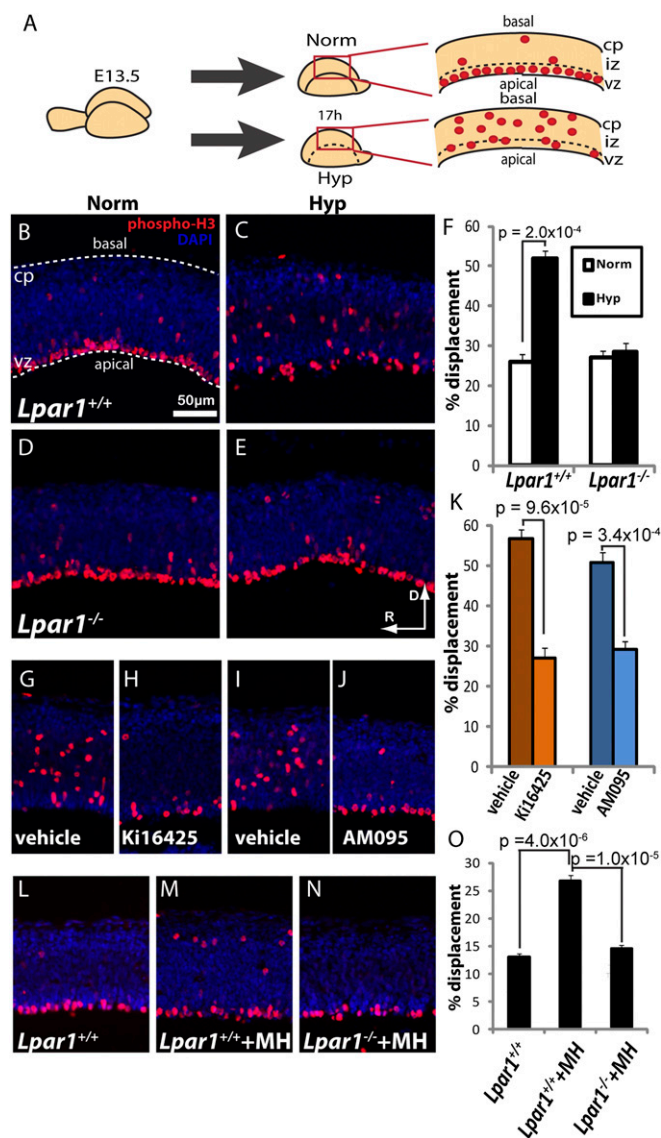 A
E13.5
Norm
17h
Hyp
basal
cp
iz
apical
vz
basal
cp
iz
apical
vz
Norm
Hyp
B
phospho-H3
DAPI
basal
cp
vz
apical
Lpar1+/+
50µm
C
D
Lpar1-/-
E
D
R
F
p = 2.0x10-4
Norm
Hyp
% displacement
60
50
40
30
20
10
0
Lpar1+/+ Lpar1-/-
G
vehicle
H
Ki16425
I
vehicle
J
AM095
K
p = 9.6x10-5
p = 3.4x10-4
% displacement
60
50
40
30
20
10
0
vehicle
Ki16425
vehicle
AM095
L
Lpar1+/+
M
Lpar1+/++MH
N
Lpar1-/-+MH
O
p =4.0x10-6
p =1.0x10-5
% displacement
30
25
20
15
10
5
0
Lpar1+/+
Lpar1+/++MH
Lpar1-/-+MH